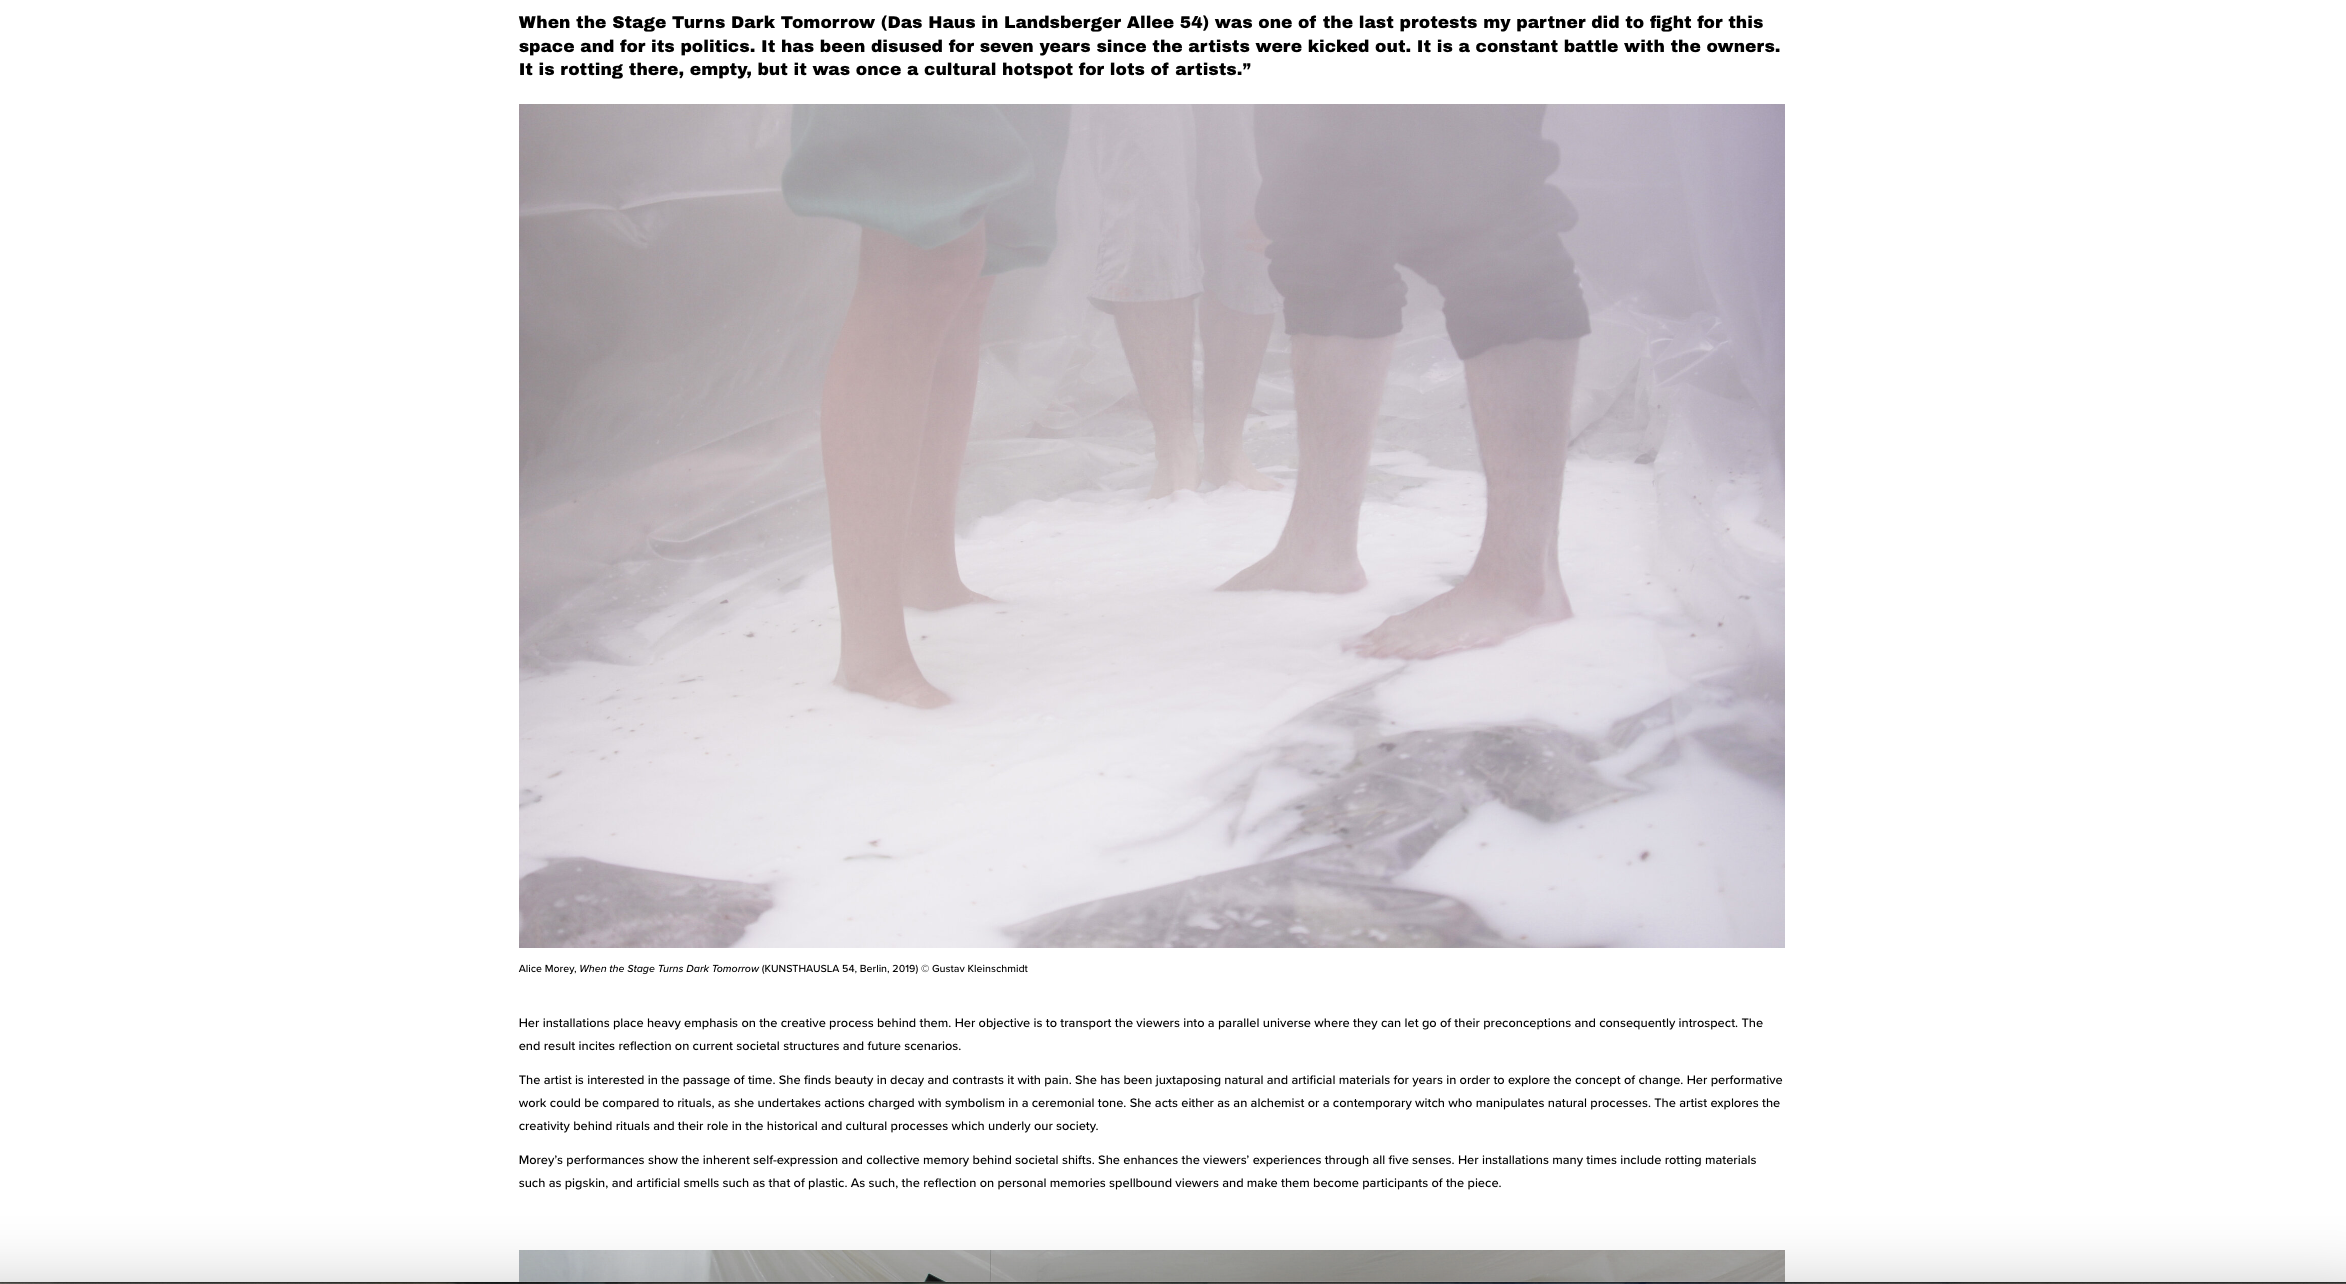 When the Stage Turns Dark Tomorrow (Das Haus in Landsberger Allee 54) was one of the last protests my partner did to fight for this
space and for its politics. It has been disused for seven years since the artists were kicked out. It is a constant battle with the owners.
It is rotting there, empty, but it was once a cultural hotspot for lots of artists.”
Alice Morey, When the Stage Turns Dark Tomorrow (KUNSTHAUSLA 54, Berlin, 2019) © Gustav Kleinschmidt
Her installations place heavy emphasis on the creative process behind them. Her objective is to transport the viewers into a parallel universe where they can let go of their preconceptions and consequently introspect. The
end result incites reflection on current societal structures and future scenarios.
The artist is interested in the passage of time. She finds beauty in decay and contrasts it with pain. She has been juxtaposing natural and artificial materials for years in order to explore the concept of change. Her performative
work could be compared to rituals, as she undertakes actions charged with symbolism in a ceremonial tone. She acts either as an alchemist or a contemporary witch who manipulates natural processes. The artist explores the
creativity behind rituals and their role in the historical and cultural processes which underly our society.
Morey’s performances show the inherent self-expression and collective memory behind societal shifts. She enhances the viewers’ experiences through all five senses. Her installations many times include rotting materials
such as pigskin, and artificial smells such as that of plastic. As such, the reflection on personal memories spellbound viewers and make them become participants of the piece.